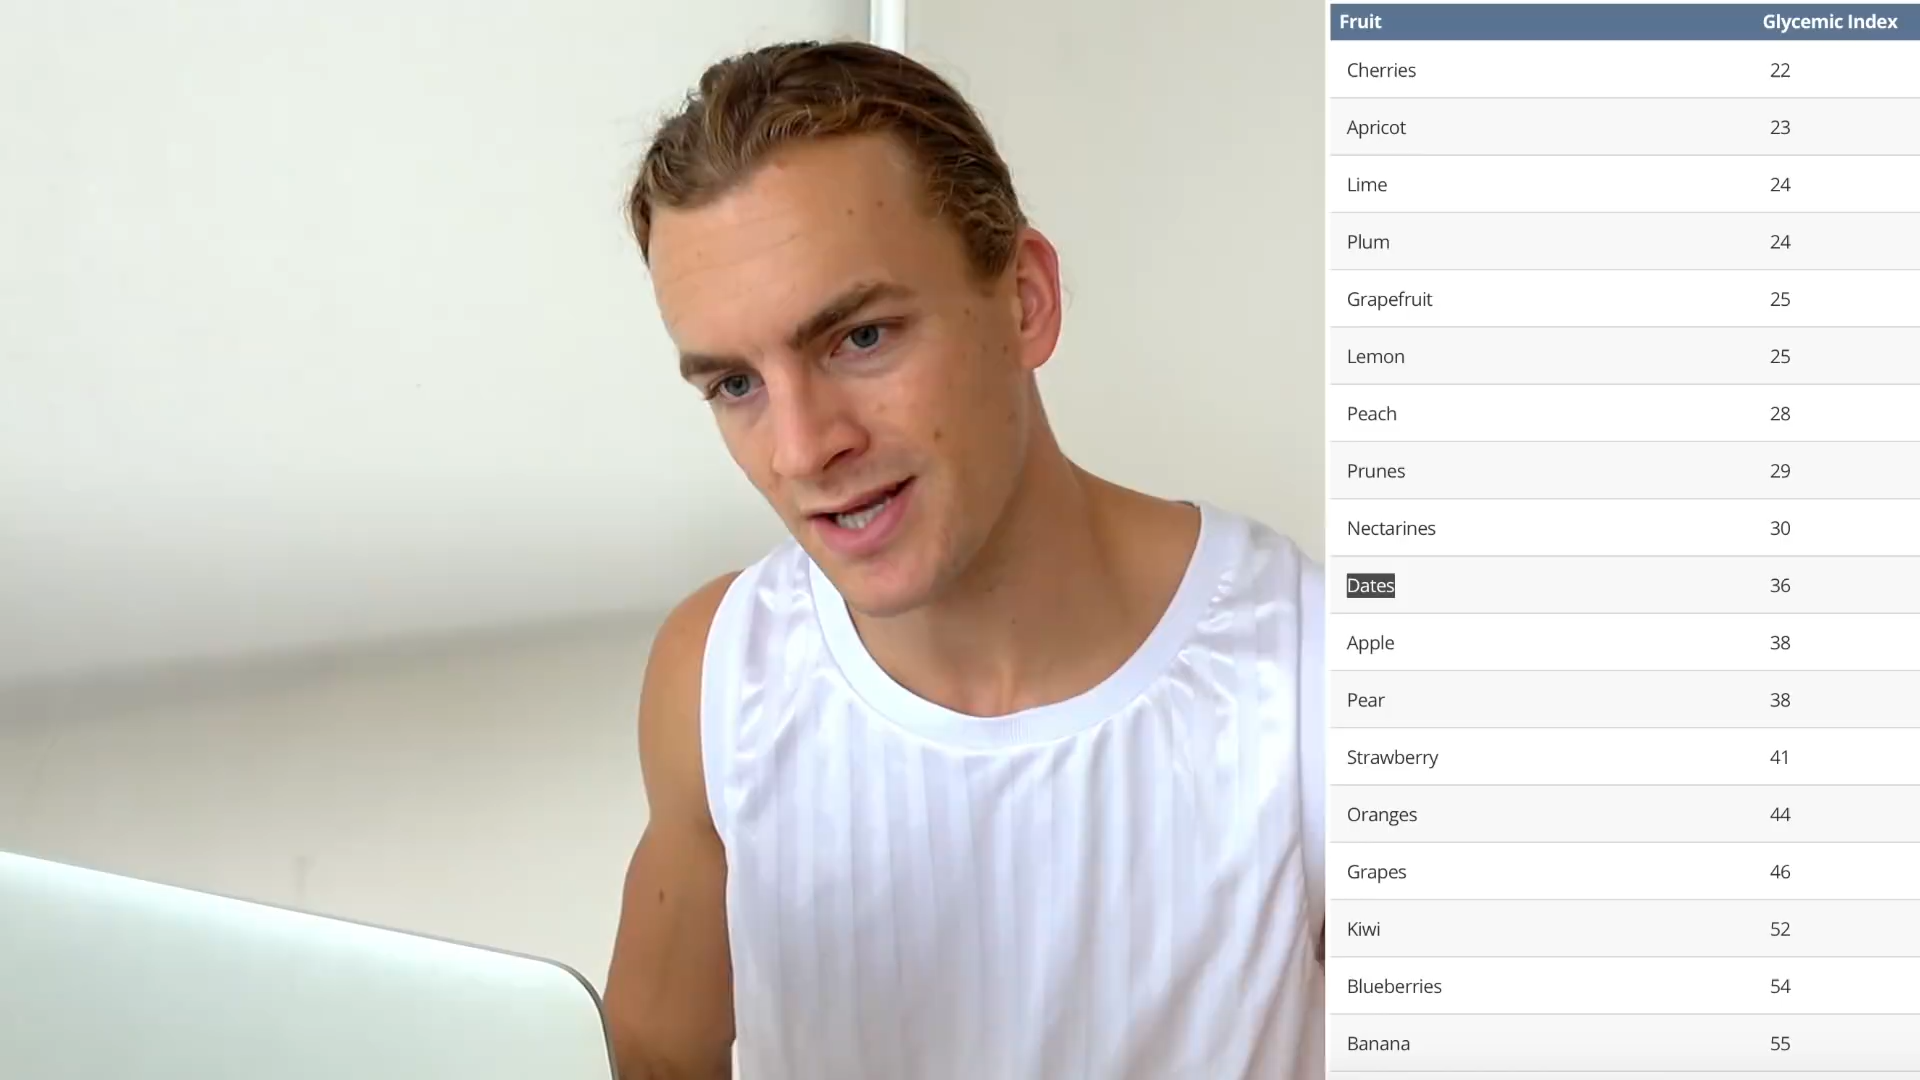 Fruit Glycemic Index
Cherries 22
Apricot 23
Lime 24
Plum 24
Grapefruit 25
Lemon 25
Peach 28
Prunes 29
Nectarines 30
Dates 36
Apple 38
Pear 38
Strawberry 41
Oranges 44
Grapes 46
Kiwi 52
Blueberries 54
Banana 55